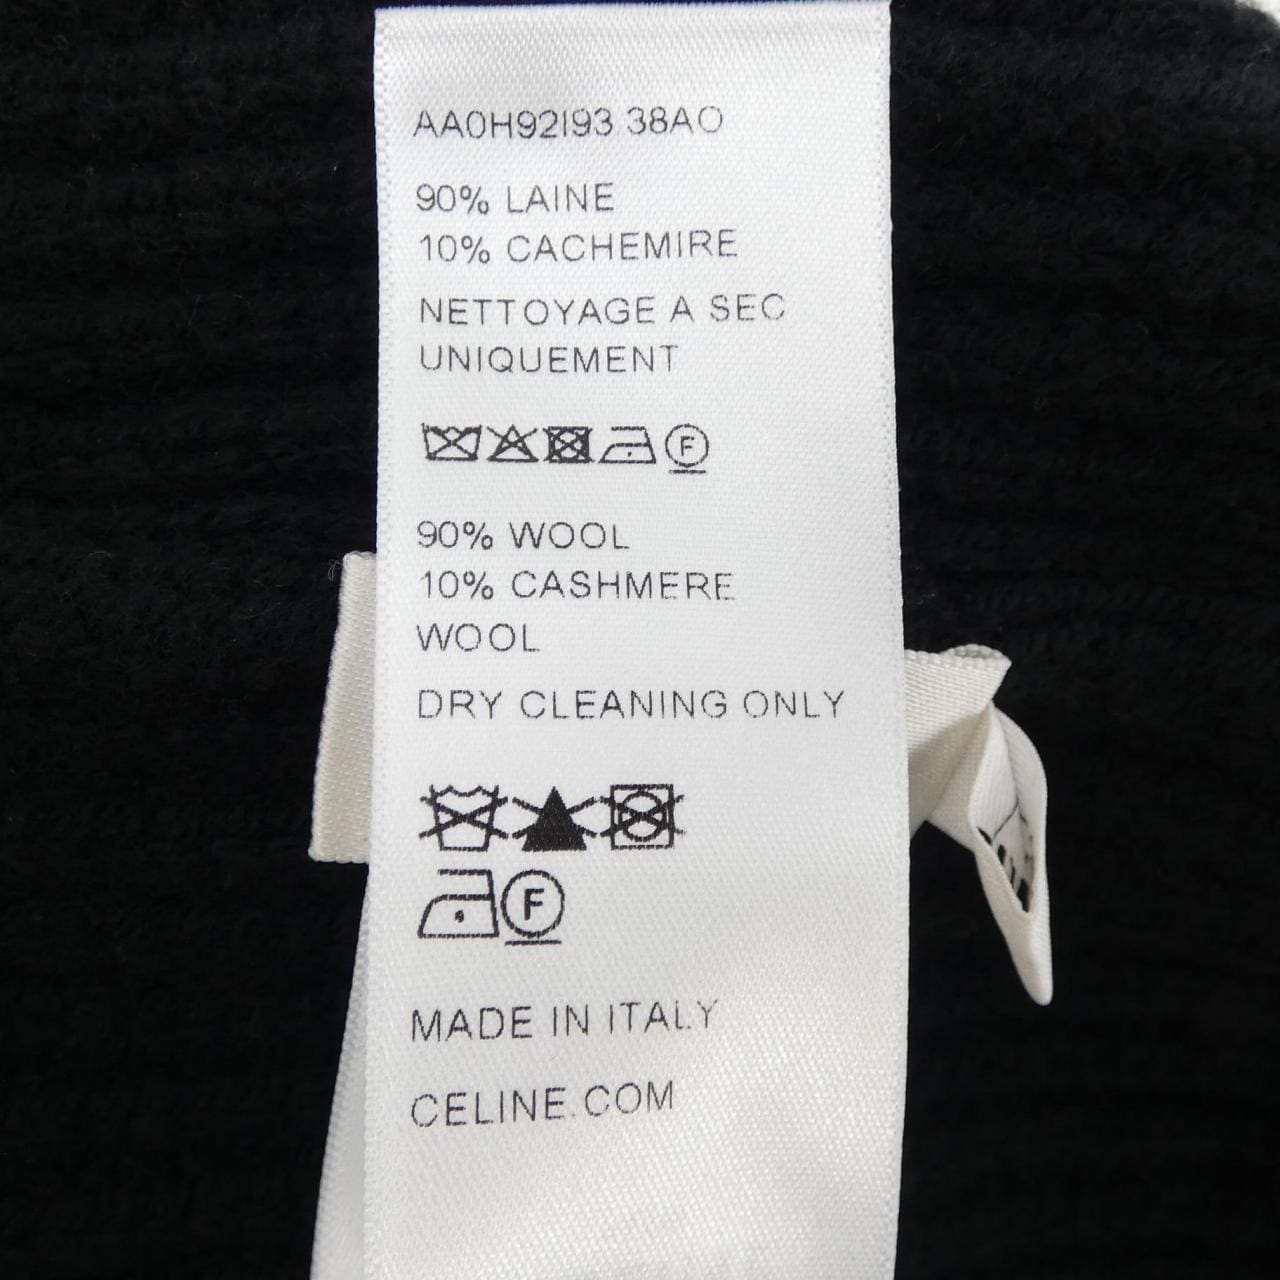 AA0H92I93 38AO
90% LAINE
10% CACHEMIRE
NETTOYAGE A SEC
UNIQUEMENT
F
90% WOOL
10% CASHMERE
WOOL
DRY CLEANING ONLY
F
MADE IN ITALY
CELINE.COM